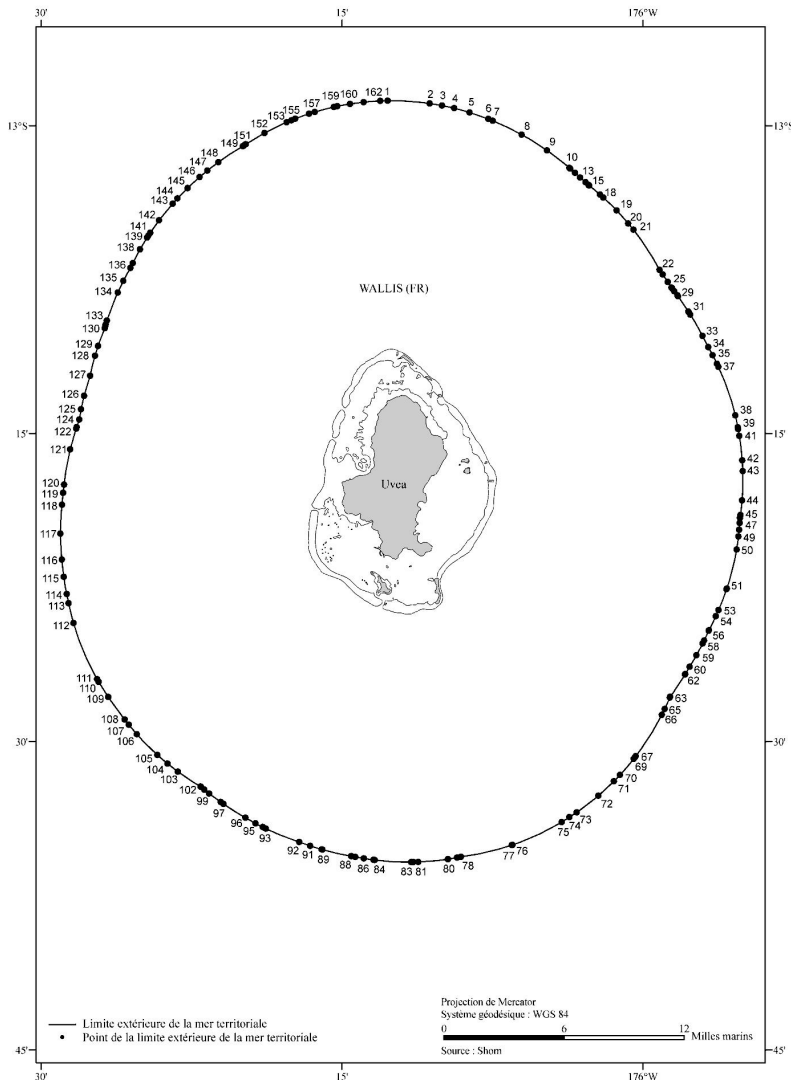 30' 15' 176°W
159 160 162 1 2 3 4 5 6 7
153 155 157
13°S 13°S
149 151 152 8 9
145 146 147 148 10 13 15 18
143 144 19
141 142 20 21
139
138
136 22
135 25
134 WALLIS (FR) 29
133 31
130 33
129 34
128 35
127 37
126
125 38
124 39
15' 122 41 15'
121 42
43
120 Uvea
119 44
118 45
117 47
49
116 50
115
114 51
113 53
112 54
56
58
59
111 60
110 62
109 63
108 65
107 66
106
30' 30'
105 67
104 69
103 70
102 71
99 72
97 73
96 74
95 75
93
92 91 89 88 86 84 83 81 80 78 77 76
Projection de Mercator
Système géodésique : WGS 84
0 6 12 Milles marins
Source : Shom
Limite extérieure de la mer territoriale
Point de la limite extérieure de la mer territoriale
45' 45'
30' 15' 176°W